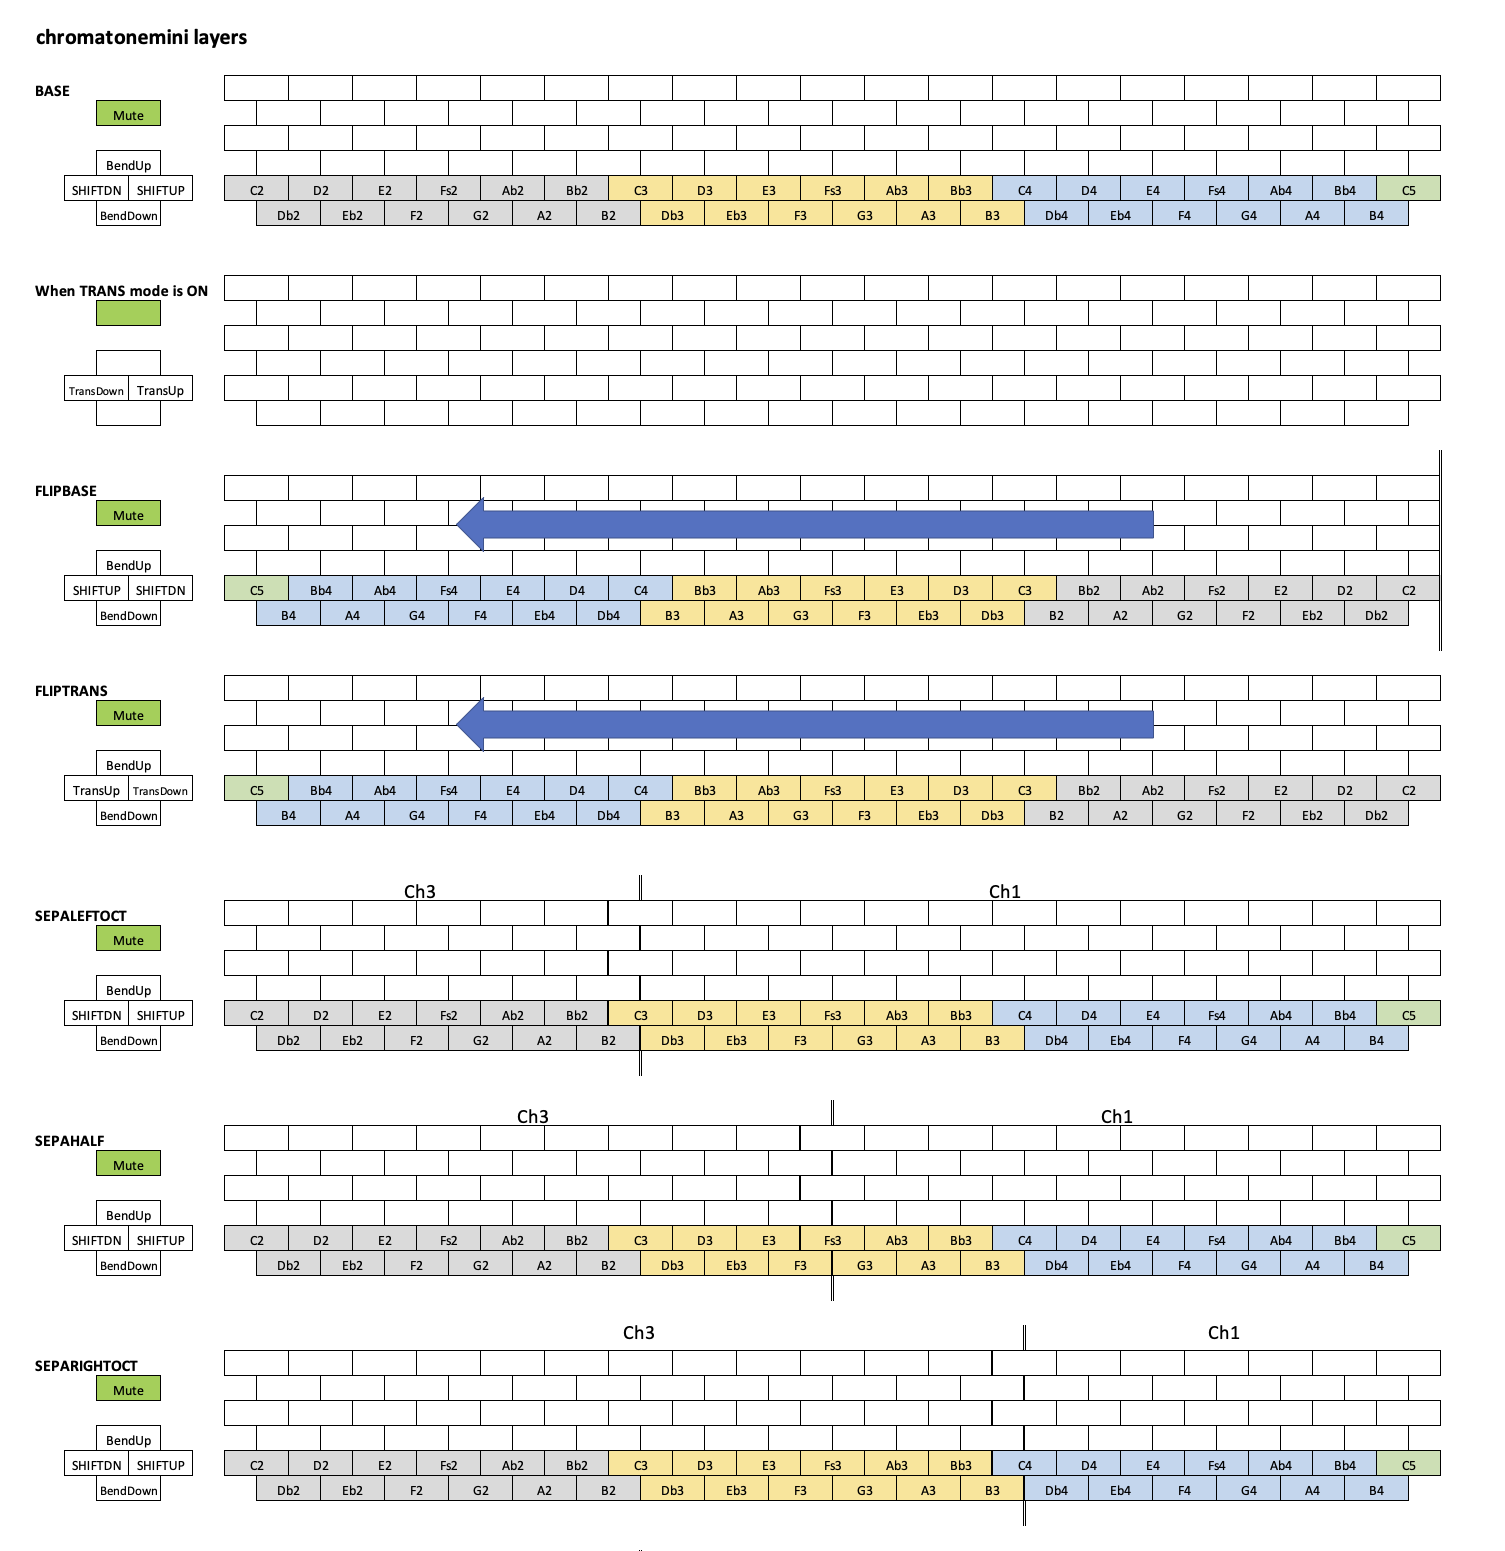 chromatonemini layers
BASE
Mute
BendUp
SHIFTDN SHIFTUP C2 D2 E2 Fs2 Ab2 Bb2 C3 D3 E3 Fs3 Ab3 Bb3 C4 D4 E4 Fs4 Ab4 Bb4 C5
BendDown Db2 Eb2 F2 G2 A2 B2 Db3 Eb3 F3 G3 A3 B3 Db4 Eb4 F4 G4 A4 B4
When TRANS mode is ON
TransDown TransUp
FLIPBASE
Mute
BendUp
SHIFTUP SHIFTDN C5 Bb4 Ab4 Fs4 E4 D4 C4 Bb3 Ab3 Fs3 E3 D3 C3 Bb2 Ab2 Fs2 E2 D2 C2
BendDown B4 A4 G4 F4 Eb4 Db4 B3 A3 G3 F3 Eb3 Db3 B2 A2 G2 F2 Eb2 Db2
FLIPTRANS
Mute
BendUp
TransUp TransDown C5 Bb4 Ab4 Fs4 E4 D4 C4 Bb3 Ab3 Fs3 E3 D3 C3 Bb2 Ab2 Fs2 E2 D2 C2
BendDown B4 A4 G4 F4 Eb4 Db4 B3 A3 G3 F3 Eb3 Db3 B2 A2 G2 F2 Eb2 Db2
Ch3 Ch1
SEPALEFTOCT
Mute
BendUp
SHIFTDN SHIFTUP C2 D2 E2 Fs2 Ab2 Bb2 C3 D3 E3 Fs3 Ab3 Bb3 C4 D4 E4 Fs4 Ab4 Bb4 C5
BendDown Db2 Eb2 F2 G2 A2 B2 Db3 Eb3 F3 G3 A3 B3 Db4 Eb4 F4 G4 A4 B4
Ch3 Ch1
SEPAHALF
Mute
BendUp
SHIFTDN SHIFTUP C2 D2 E2 Fs2 Ab2 Bb2 C3 D3 E3 Fs3 Ab3 Bb3 C4 D4 E4 Fs4 Ab4 Bb4 C5
BendDown Db2 Eb2 F2 G2 A2 B2 Db3 Eb3 F3 G3 A3 B3 Db4 Eb4 F4 G4 A4 B4
Ch3 Ch1
SEPARIGHTOCT
Mute
BendUp
SHIFTDN SHIFTUP C2 D2 E2 Fs2 Ab2 Bb2 C3 D3 E3 Fs3 Ab3 Bb3 C4 D4 E4 Fs4 Ab4 Bb4 C5
BendDown Db2 Eb2 F2 G2 A2 B2 Db3 Eb3 F3 G3 A3 B3 Db4 Eb4 F4 G4 A4 B4